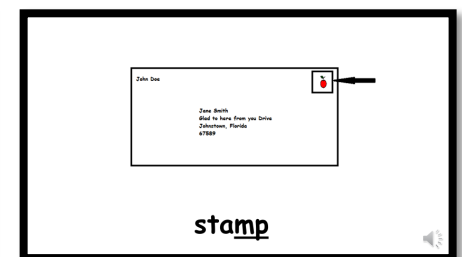 John Doe
Jane Smith
Glad to here from you Drive
Johnstown, Florida
67589
stamp